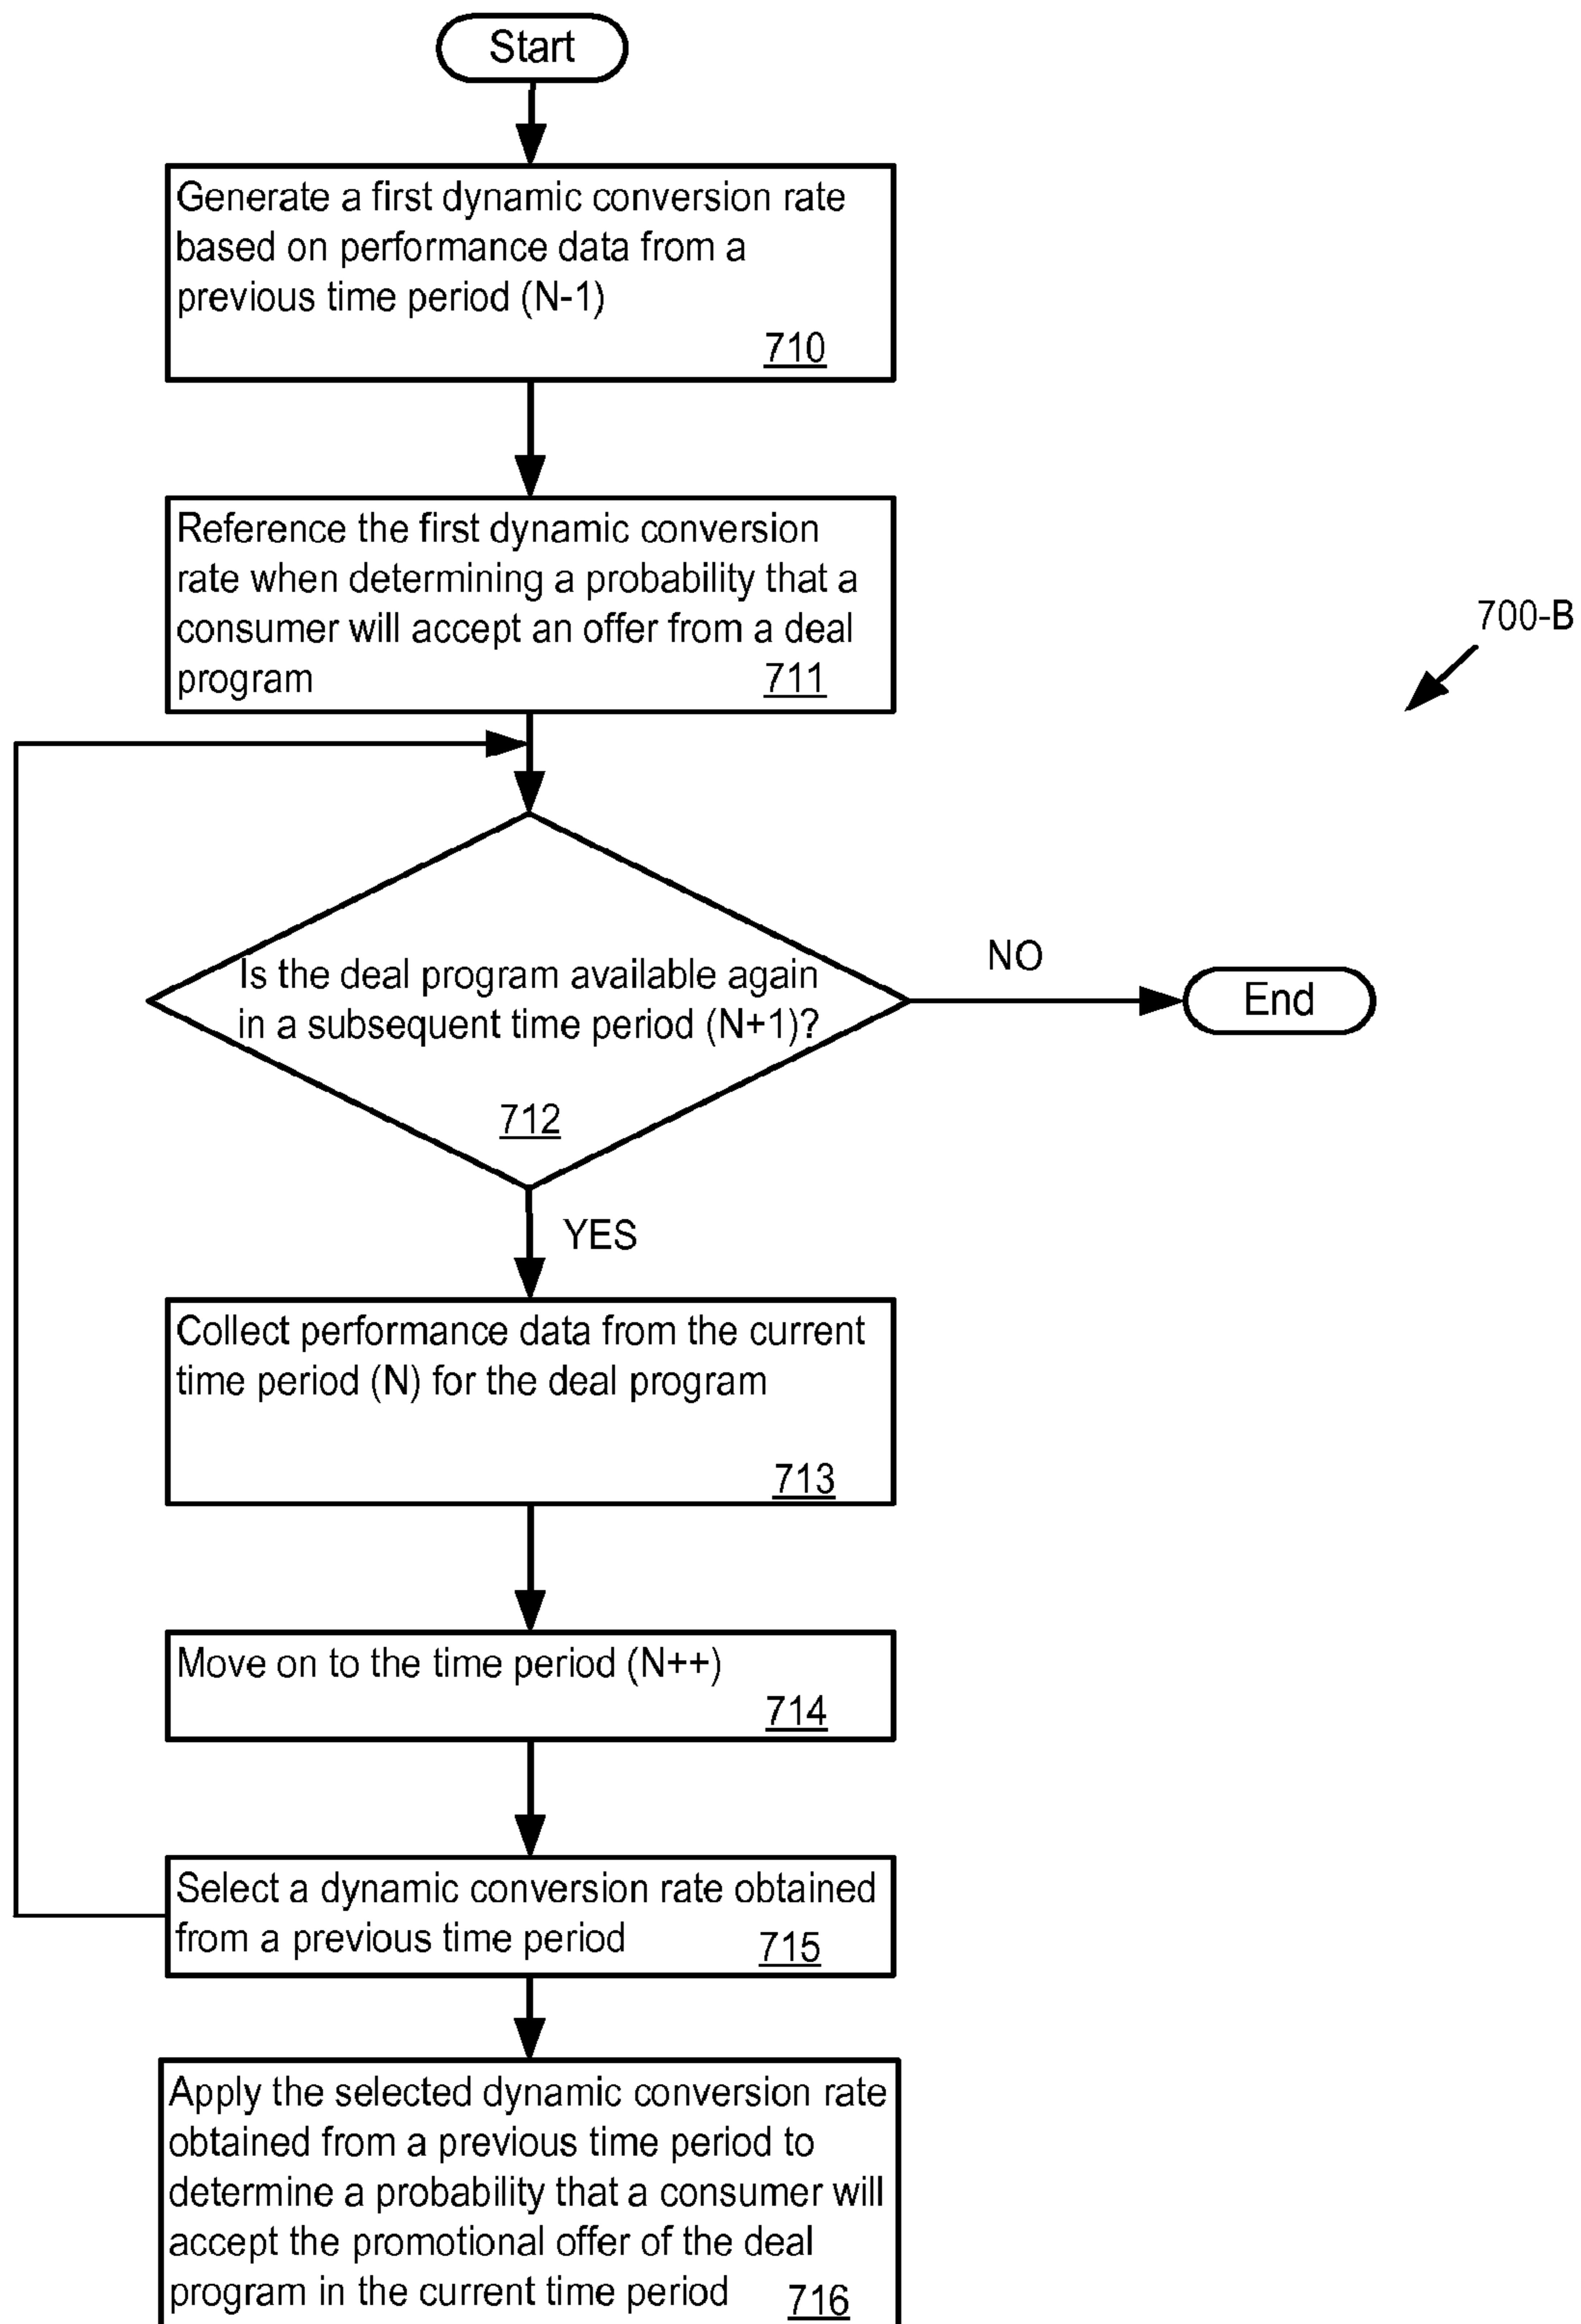 Start
Generate a first dynamic conversion rate
based on performance data from a
previous time period (N-1)
710
Reference the first dynamic conversion
rate when determining a probability that a
consumer will accept an offer from a deal
program
711
700-B
Is the deal program available again
in a subsequent time period (N+1)?
712
NO
End
YES
Collect performance data from the current
time period (N) for the deal program
713
Move on to the time period (N++)
714
Select a dynamic conversion rate obtained
from a previous time period
715
Apply the selected dynamic conversion rate
obtained from a previous time period to
determine a probability that a consumer will
accept the promotional offer of the deal
program in the current time period
716